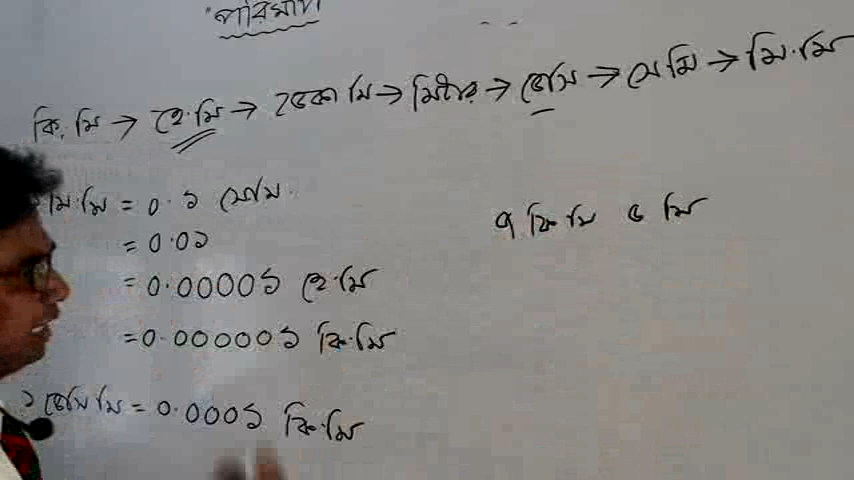 পরিমাপ
কি.মি → হে.মি → ডেকা মি → মিটার → ডেসি → সেমি → মি.মি
মি.মি = ০.১ সেমি.
= ০.০১
= ০.০০০০১ হে.মি
= ০.০০০০০১ কি.মি
১ ডেসিমি = ০.০০০১ কি.মি
৭ কি মি ৫ মি